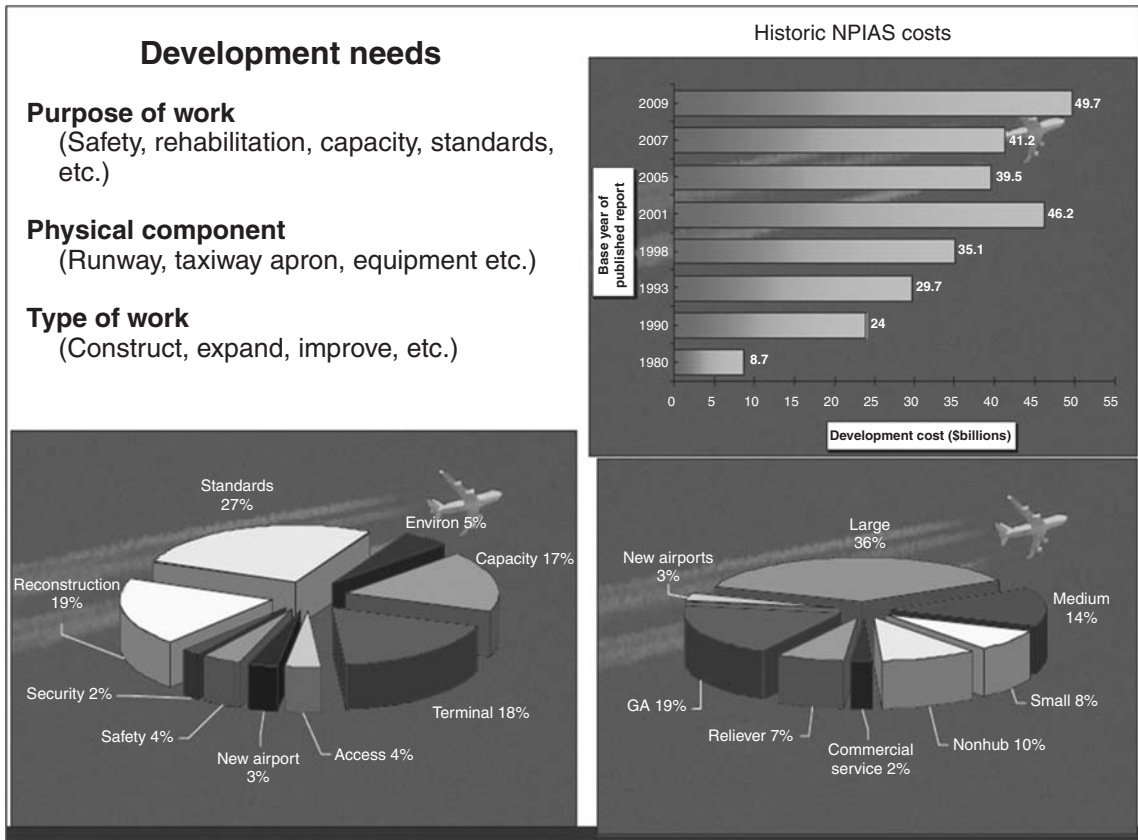 Development needs
Purpose of work
(Safety, rehabilitation, capacity, standards,
etc.)
Physical component
(Runway, taxiway apron, equipment etc.)
Type of work
(Construct, expand, improve, etc.)
Historic NPIAS costs
Base year of
published report
2009
49.7
2007
41.2
2005
39.5
2001
46.2
1998
35.1
1993
29.7
1990
24
1980
8.7
0 5 10 15 20 25 30 35 40 45 50 55
Development cost ($billions)
Standards
27%
Environ 5%
Capacity 17%
Reconstruction
19%
Security 2%
Safety 4%
New airport
3%
Access 4%
Terminal 18%
Large
36%
New airports
3%
Medium
14%
GA 19%
Reliever 7%
Commercial
service 2%
Nonhub 10%
Small 8%